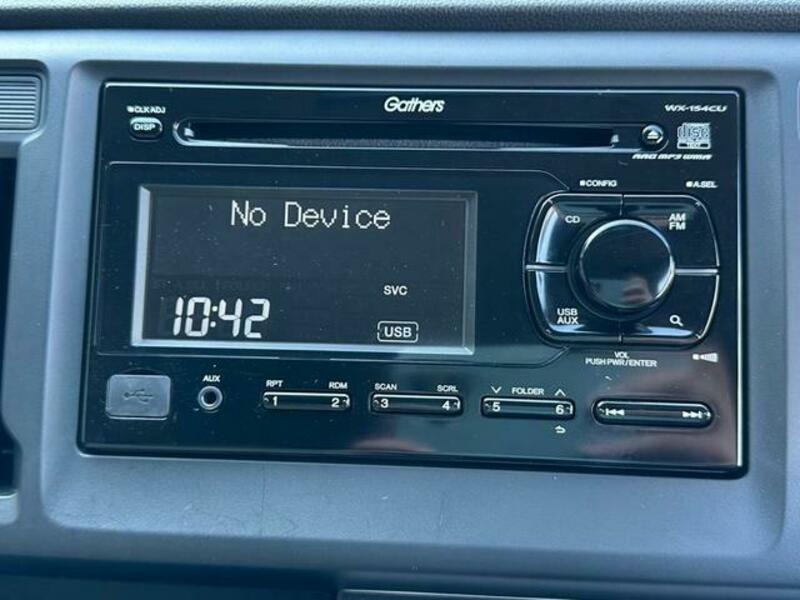 Gathers
WX-154CU
CLK/ADJ
DISP
disc
TEXT
AAC MP3 WMA
No Device
SVC
10:42
USB
CONFIG
A.SEL
CD
AM
FM
USB
AUX
VOL
PUSH PWR/ENTER
AUX
RPT
RDM
1
2
SCAN
SCRL
3
4
FOLDER
5
6